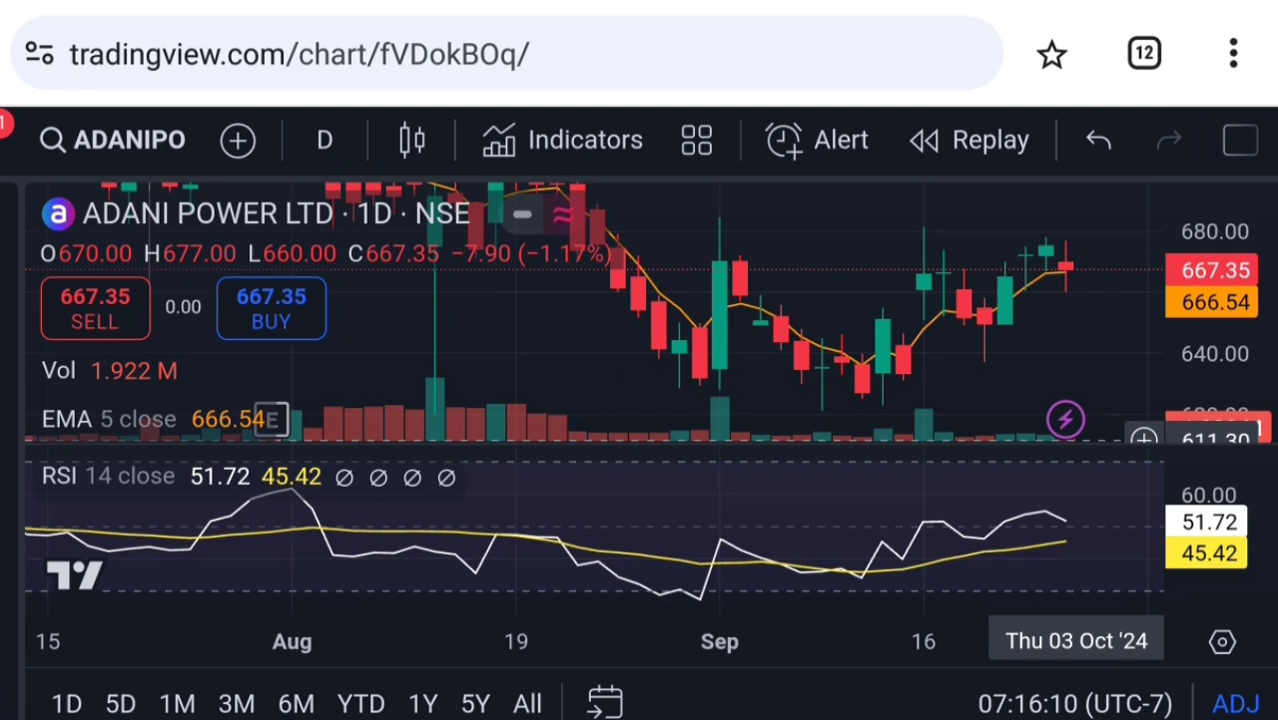 tradingview.com/chart/fVDokBOq/
12
1
ADANIPO
D
Indicators
Alert
Replay
a ADANI POWER LTD · 1D · NSE
O670.00 H677.00 L660.00 C667.35 −7.90 (−1.17%)
667.35 SELL
0.00
667.35 BUY
Vol 1.922 M
EMA 5 close 666.54
E
680.00
667.35
666.54
640.00
611.30
RSI 14 close 51.72 45.42 ∅ ∅ ∅ ∅
60.00
51.72
45.42
15 Aug 19 Sep 16 Thu 03 Oct '24
1D 5D 1M 3M 6M YTD 1Y 5Y All
07:16:10 (UTC-7) ADJ